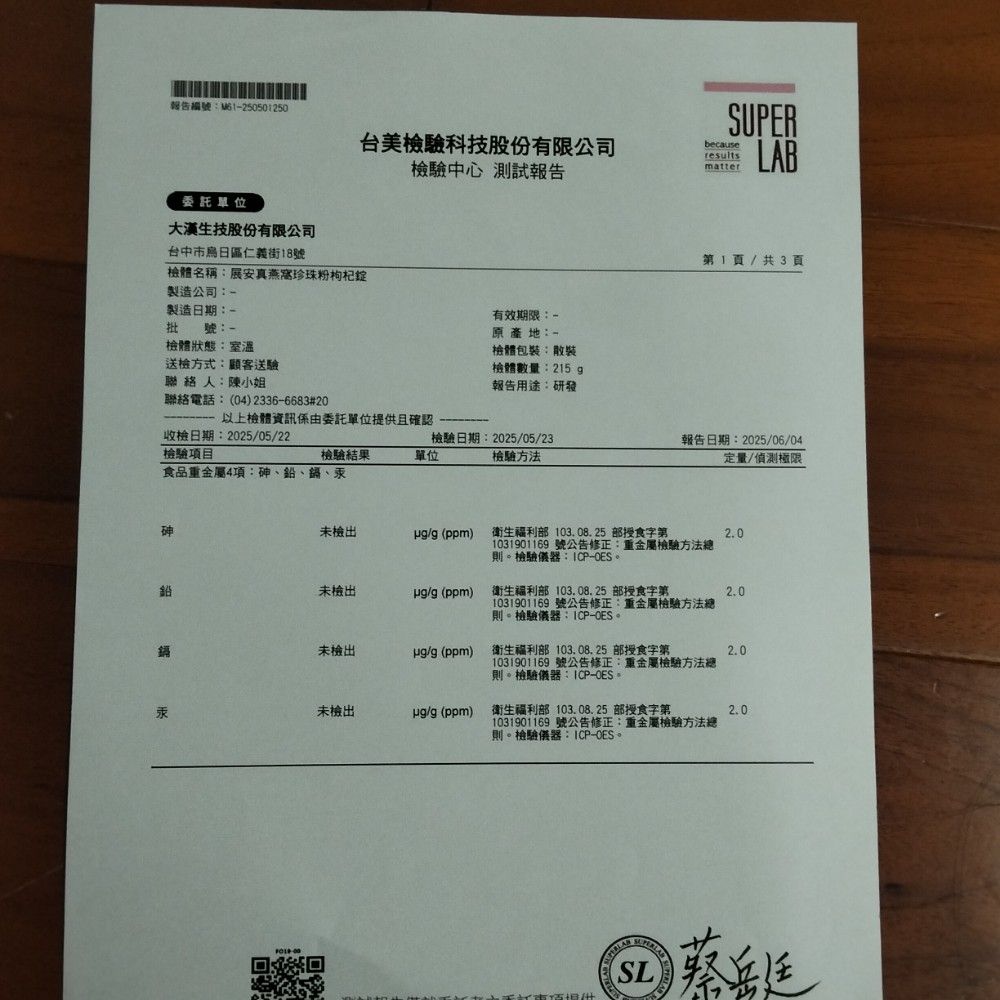 報告編號：M61-250501250
SUPER
LAB
because
results
matter
台美檢驗科技股份有限公司
檢驗中心 測試報告
委託單位
大漢生技股份有限公司
台中市烏日區仁義街18號
第 1 頁 / 共 3 頁
檢體名稱：展安真燕窩珍珠粉枸杞錠
製造公司：-
製造日期：-
有效期限：-
批 號：-
原 產 地：-
檢體狀態：室溫
檢體包裝：散裝
送檢方式：顧客送驗
檢體數量：215 g
聯 絡 人：陳小姐
報告用途：研發
聯絡電話：(04)2336-6683#20
-------- 以上檢體資訊係由委託單位提供且確認 --------
收檢日期：2025/05/22 檢驗日期：2025/05/23 報告日期：2025/06/04
檢驗項目 檢驗結果 單位 檢驗方法 定量/偵測極限
食品重金屬4項：砷、鉛、鎘、汞
砷 未檢出 μg/g (ppm) 衛生福利部 103.08.25 部授食字第 2.0
1031901169 號公告修正：重金屬檢驗方法總
則。檢驗儀器：ICP-OES。
鉛 未檢出 μg/g (ppm) 衛生福利部 103.08.25 部授食字第 2.0
1031901169 號公告修正：重金屬檢驗方法總
則。檢驗儀器：ICP-OES。
鎘 未檢出 μg/g (ppm) 衛生福利部 103.08.25 部授食字第 2.0
1031901169 號公告修正：重金屬檢驗方法總
則。檢驗儀器：ICP-OES。
汞 未檢出 μg/g (ppm) 衛生福利部 103.08.25 部授食字第 2.0
1031901169 號公告修正：重金屬檢驗方法總
則。檢驗儀器：ICP-OES。
SUPERLAB SUPERLAB
SL
蔡岳廷